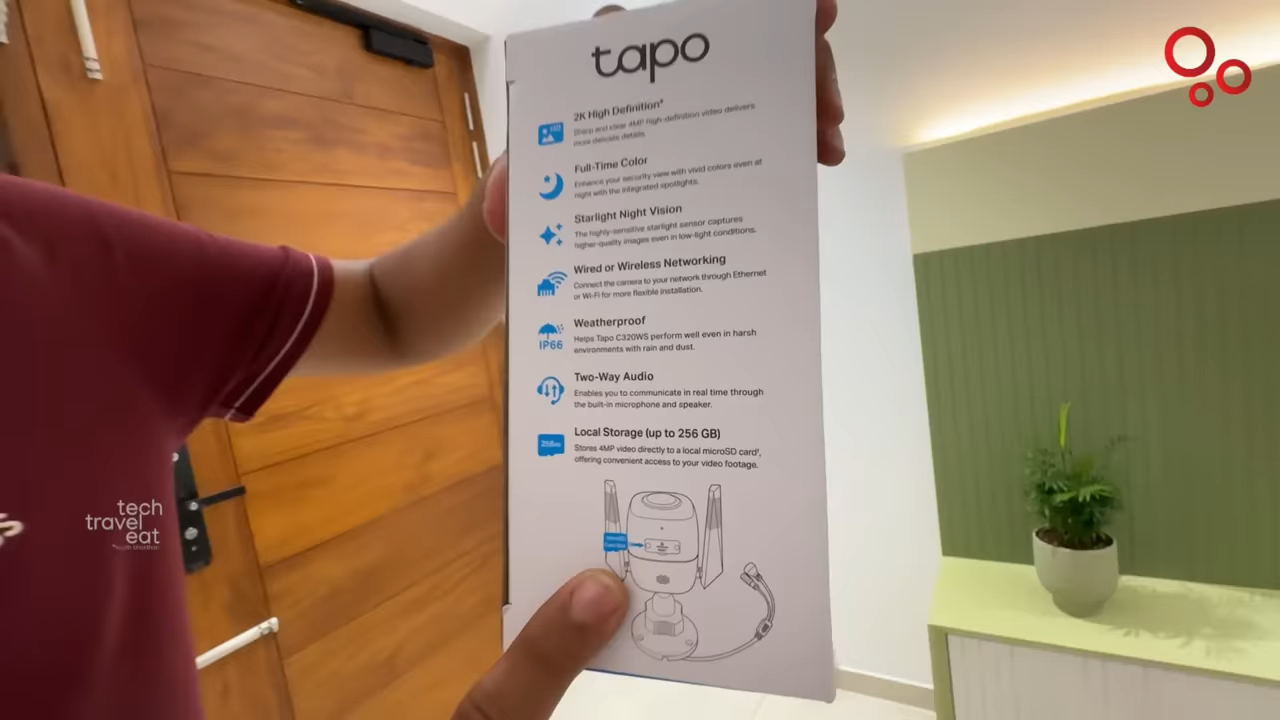 tapo
2K High Definition*
Sharp and clear 4MP high-definition video delivers
more delicate details.
Full-Time Color
Enhance your security view with vivid colors even at
night with the integrated spotlights.
Starlight Night Vision
The highly-sensitive starlight sensor captures
higher-quality images even in low-light conditions.
Wired or Wireless Networking
Connect the camera to your network through Ethernet
or Wi-Fi for more flexible installation.
IP66
Weatherproof
Helps Tapo C320WS perform well even in harsh
environments with rain and dust.
Two-Way Audio
Enables you to communicate in real time through
the built-in microphone and speaker.
Local Storage (up to 256 GB)
Stores 4MP video directly to a local microSD card†,
offering convenient access to your video footage.
tech
travel
eat